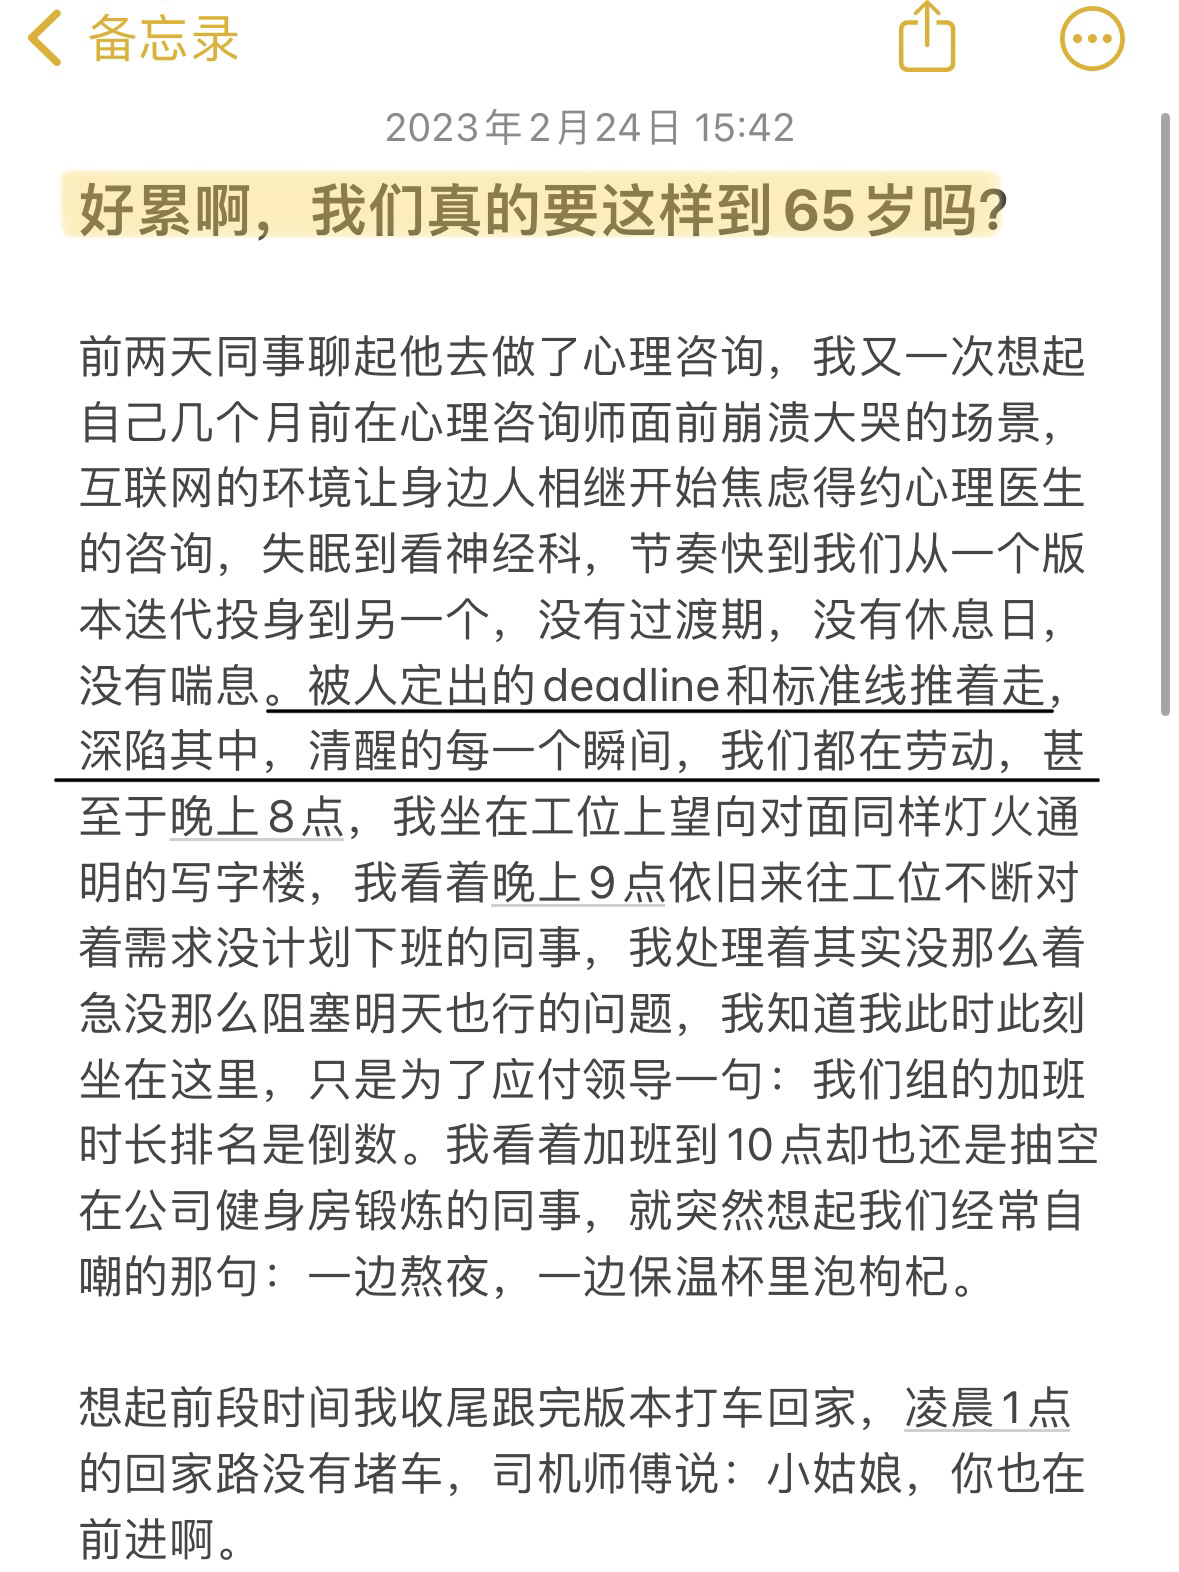 备忘录
2023年2月24日 15:42
好累啊，我们真的要这样到65岁吗?
前两天同事聊起他去做了心理咨询，我又一次想起
自己几个月前在心理咨询师面前崩溃大哭的场景，
互联网的环境让身边人相继开始焦虑得约心理医生
的咨询，失眠到看神经科，节奏快到我们从一个版
本迭代投身到另一个，没有过渡期，没有休息日，
没有喘息。被人定出的deadline和标准线推着走，
深陷其中，清醒的每一个瞬间，我们都在劳动，甚
至于晚上8点，我坐在工位上望向对面同样灯火通
明的写字楼，我看着晚上9点依旧来往工位不断对
着需求没计划下班的同事，我处理着其实没那么着
急没那么阻塞明天也行的问题，我知道我此时此刻
坐在这里，只是为了应付领导一句：我们组的加班
时长排名是倒数。我看着加班到10点却也还是抽空
在公司健身房锻炼的同事，就突然想起我们经常自
嘲的那句：一边熬夜，一边保温杯里泡枸杞。
想起前段时间我收尾跟完版本打车回家，凌晨1点
的回家路没有堵车，司机师傅说：小姑娘，你也在
前进啊。